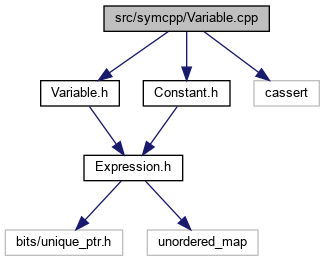 src/symcpp/Variable.cpp
Variable.h
Constant.h
cassert
Expression.h
bits/unique_ptr.h
unordered_map